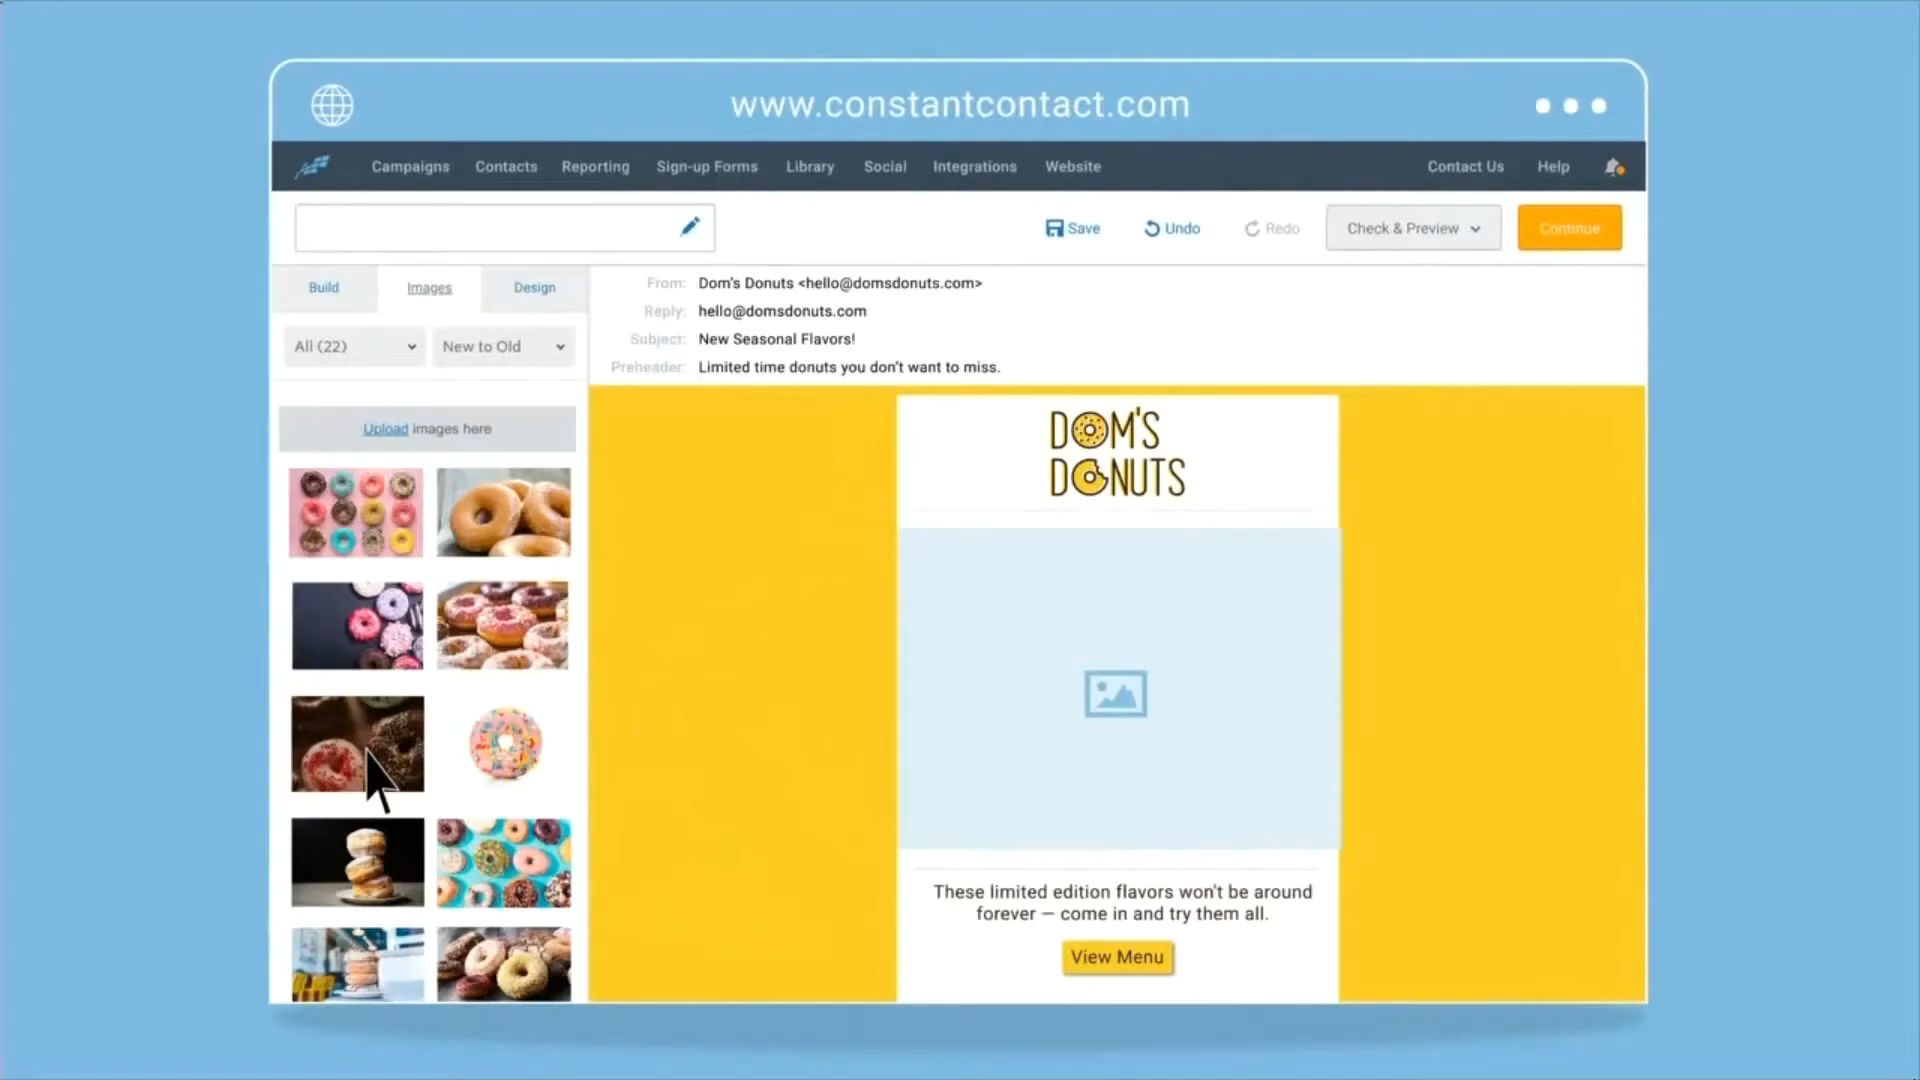 www.constantcontact.com
Campaigns Contacts Reporting Sign-up Forms Library Social Integrations Website Contact Us Help
Save Undo Redo Check & Preview Continue
Build Images Design
All (22) New to Old
Upload images here
From: Dom's Donuts <hello@domsdonuts.com>
Reply: hello@domsdonuts.com
Subject: New Seasonal Flavors!
Preheader: Limited time donuts you don't want to miss.
DOM'S
DONUTS
These limited edition flavors won't be around
forever — come in and try them all.
View Menu